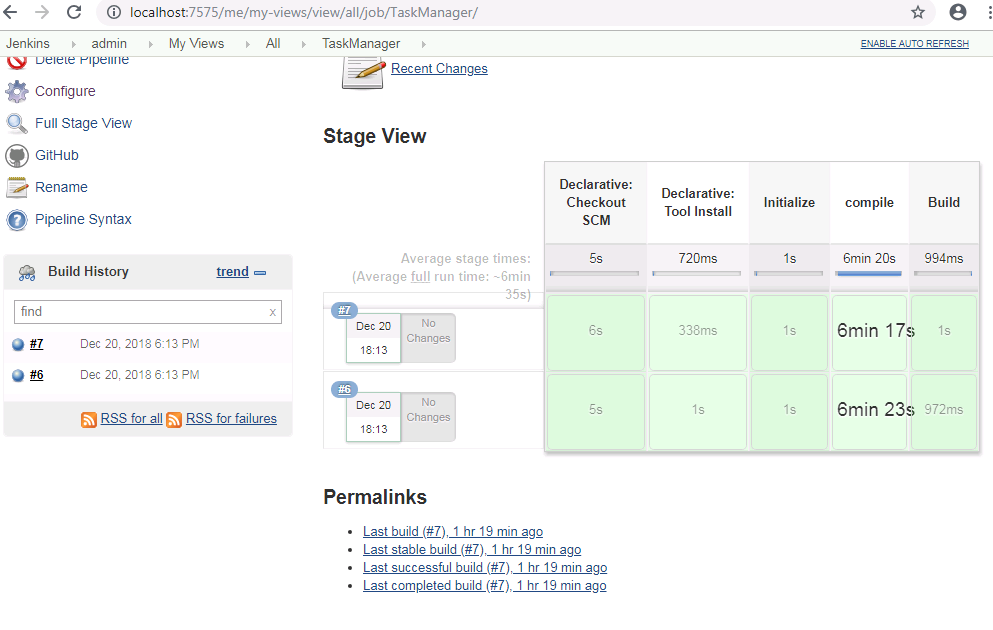 localhost:7575/me/my-views/view/all/job/TaskManager/
Jenkins admin My Views All TaskManager ENABLE AUTO REFRESH
Delete Pipeline
Configure
Full Stage View
GitHub
Rename
Pipeline Syntax
Build History trend
find x
#7 Dec 20, 2018 6:13 PM
#6 Dec 20, 2018 6:13 PM
RSS for all RSS for failures
Recent Changes
Stage View
Declarative:
Checkout
SCM
Declarative:
Tool Install
Initialize
compile
Build
Average stage times:
(Average full run time: ~6min
35s)
5s 720ms 1s 6min 20s 994ms
#7
Dec 20
18:13
No
Changes
6s 338ms 1s 6min 17s 1s
#6
Dec 20
18:13
No
Changes
5s 1s 1s 6min 23s 972ms
Permalinks
Last build (#7), 1 hr 19 min ago
Last stable build (#7), 1 hr 19 min ago
Last successful build (#7), 1 hr 19 min ago
Last completed build (#7), 1 hr 19 min ago